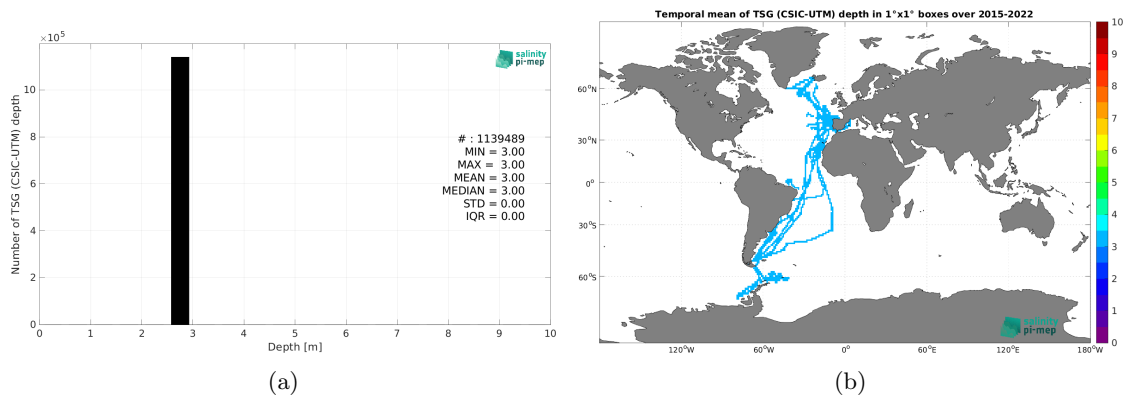 ×10⁵
10
8
6
4
2
0
Number of TSG (CSIC-UTM) depth
salinity
pi-mep
# : 1139489
MIN = 3.00
MAX = 3.00
MEAN = 3.00
MEDIAN = 3.00
STD = 0.00
IQR = 0.00
0 1 2 3 4 5 6 7 8 9 10
Depth [m]
(a)
Temporal mean of TSG (CSIC-UTM) depth in 1°x1° boxes over 2015-2022
60°N
30°N
0°
30°S
60°S
120°W 60°W 0° 60°E 120°E 180°W
salinity
pi-mep
10
9
8
7
6
5
4
3
2
1
0
(b)